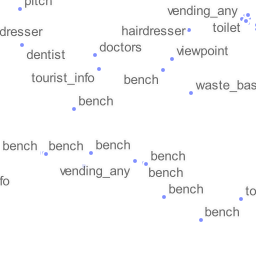 pitch
vending_any
dresser
hairdresser
toilet
doctors
viewpoint
dentist
tourist_info
bench
waste_bas
bench
bench
bench
bench
bench
vending_any
bench
fo
bench
to
bench